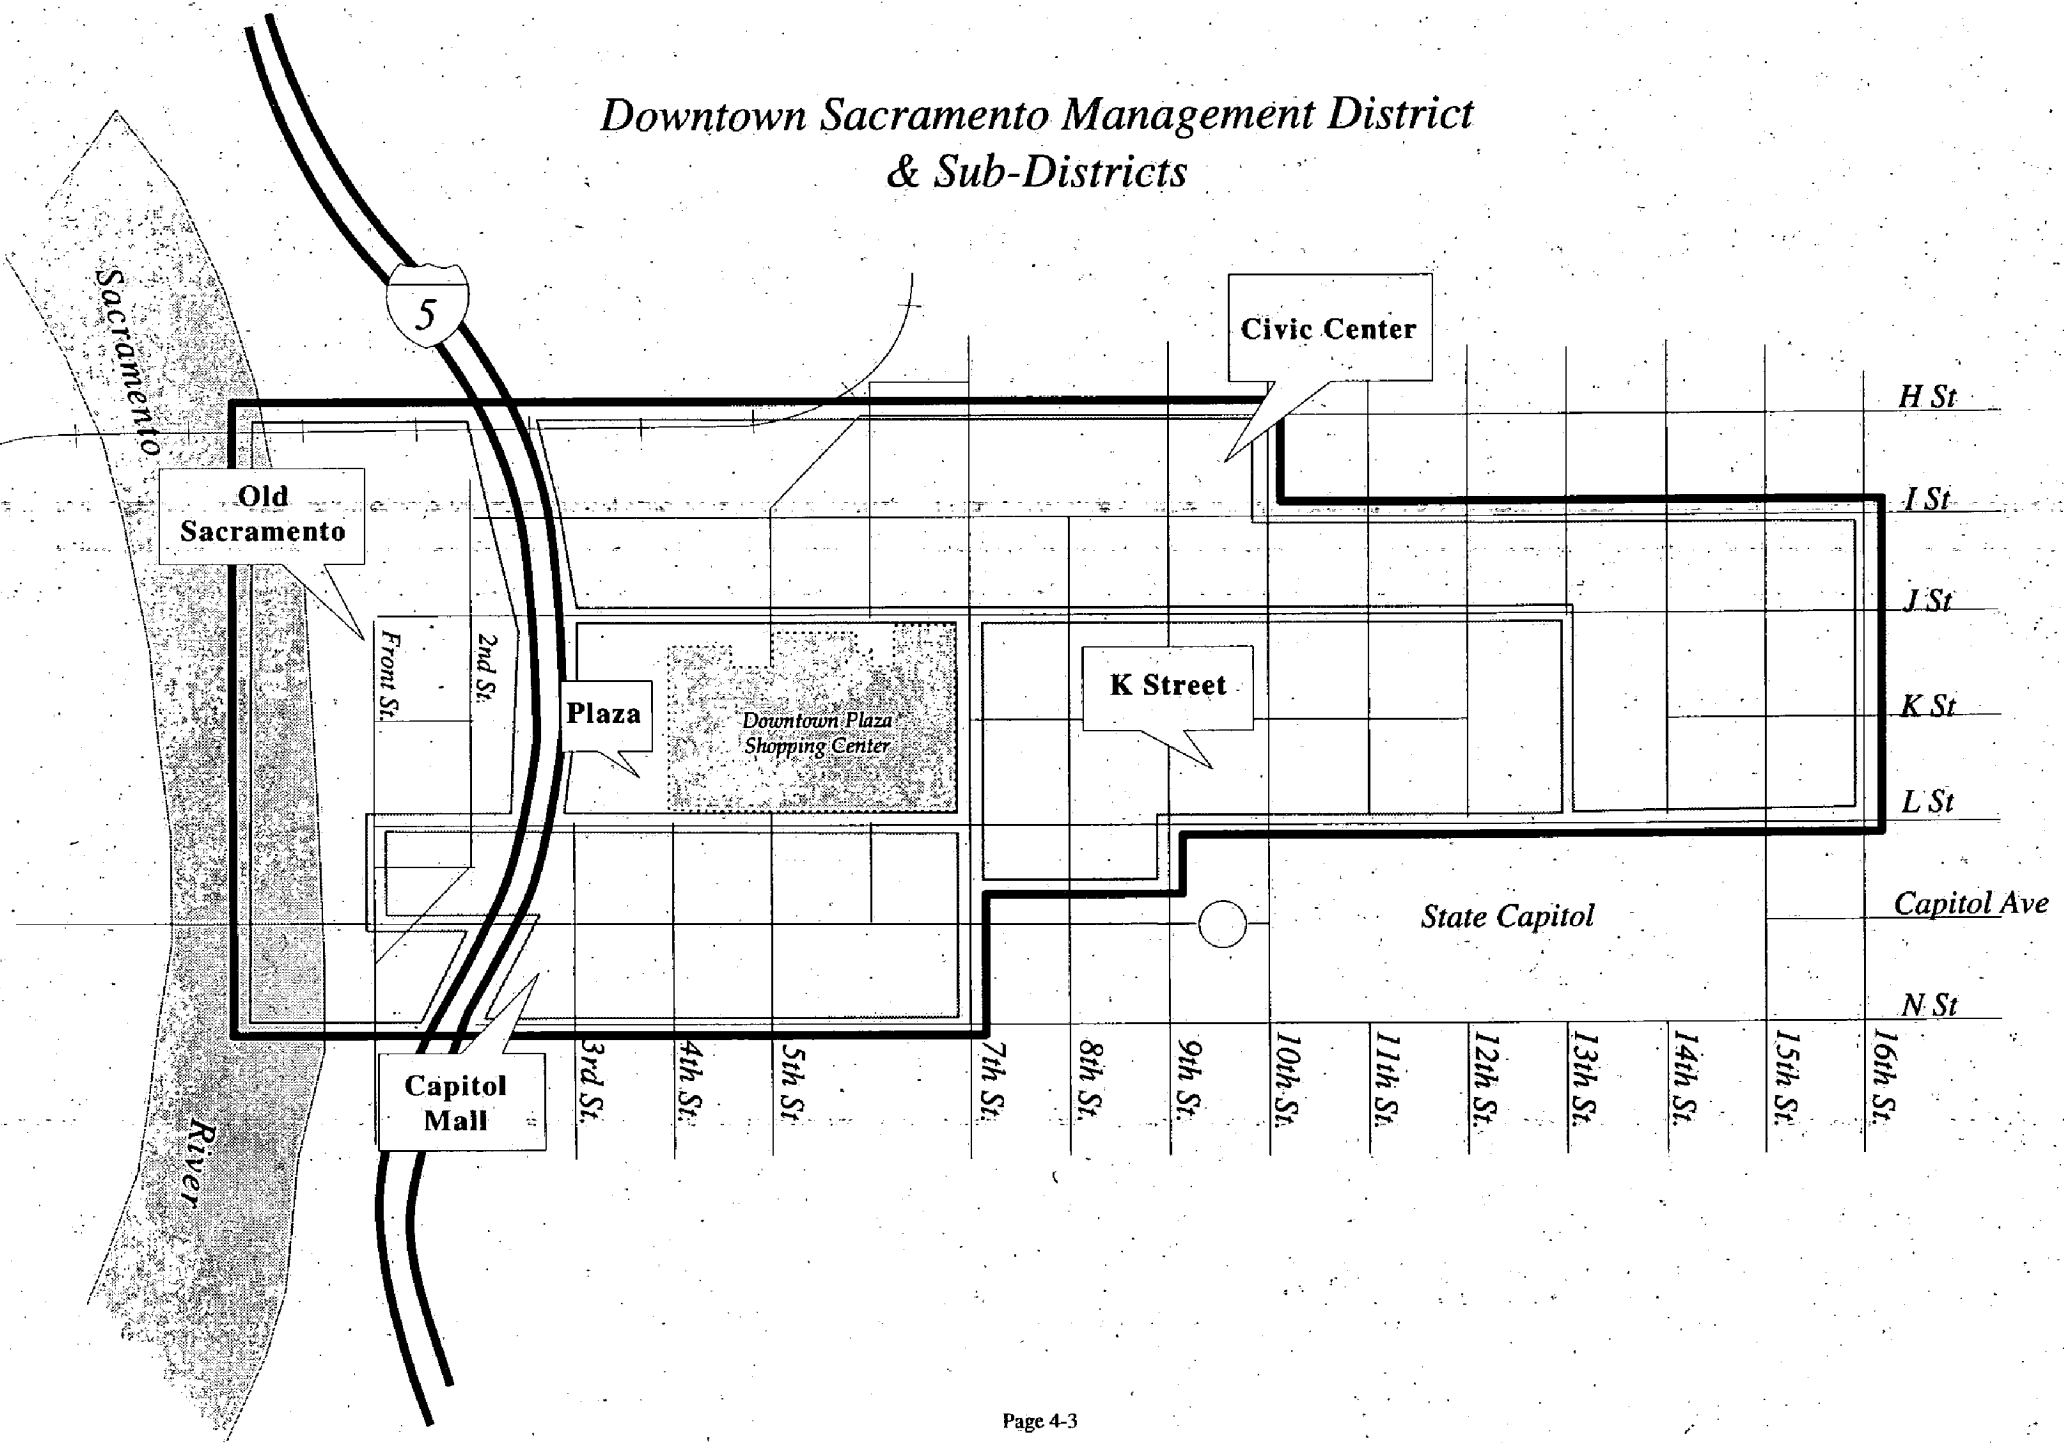 Downtown Sacramento Management District
& Sub-Districts
Sacramento
5
Civic Center
H St
Old
Sacramento
I St
J St
Front St.
2nd St.
Plaza
Downtown Plaza
Shopping Center
K Street
K St
L St
State Capitol
Capitol Ave
N St
Capitol
Mall
3rd St.
4th St.
5th St
7th St.
8th St.
9th St.
10th St.
11th St.
12th St.
13th St.
14th St.
15th St.
16th St.
River
Page 4-3